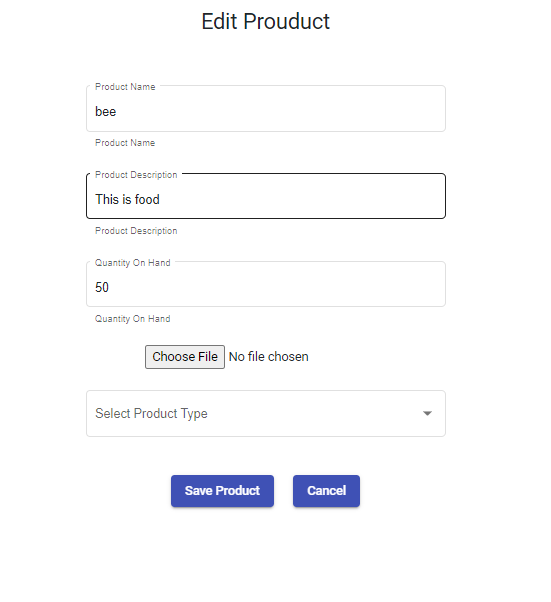 Edit Prouduct
Product Name
bee
Product Name
Product Description
This is food
Product Description
Quantity On Hand
50
Quantity On Hand
Choose File No file chosen
Select Product Type
Save Product Cancel